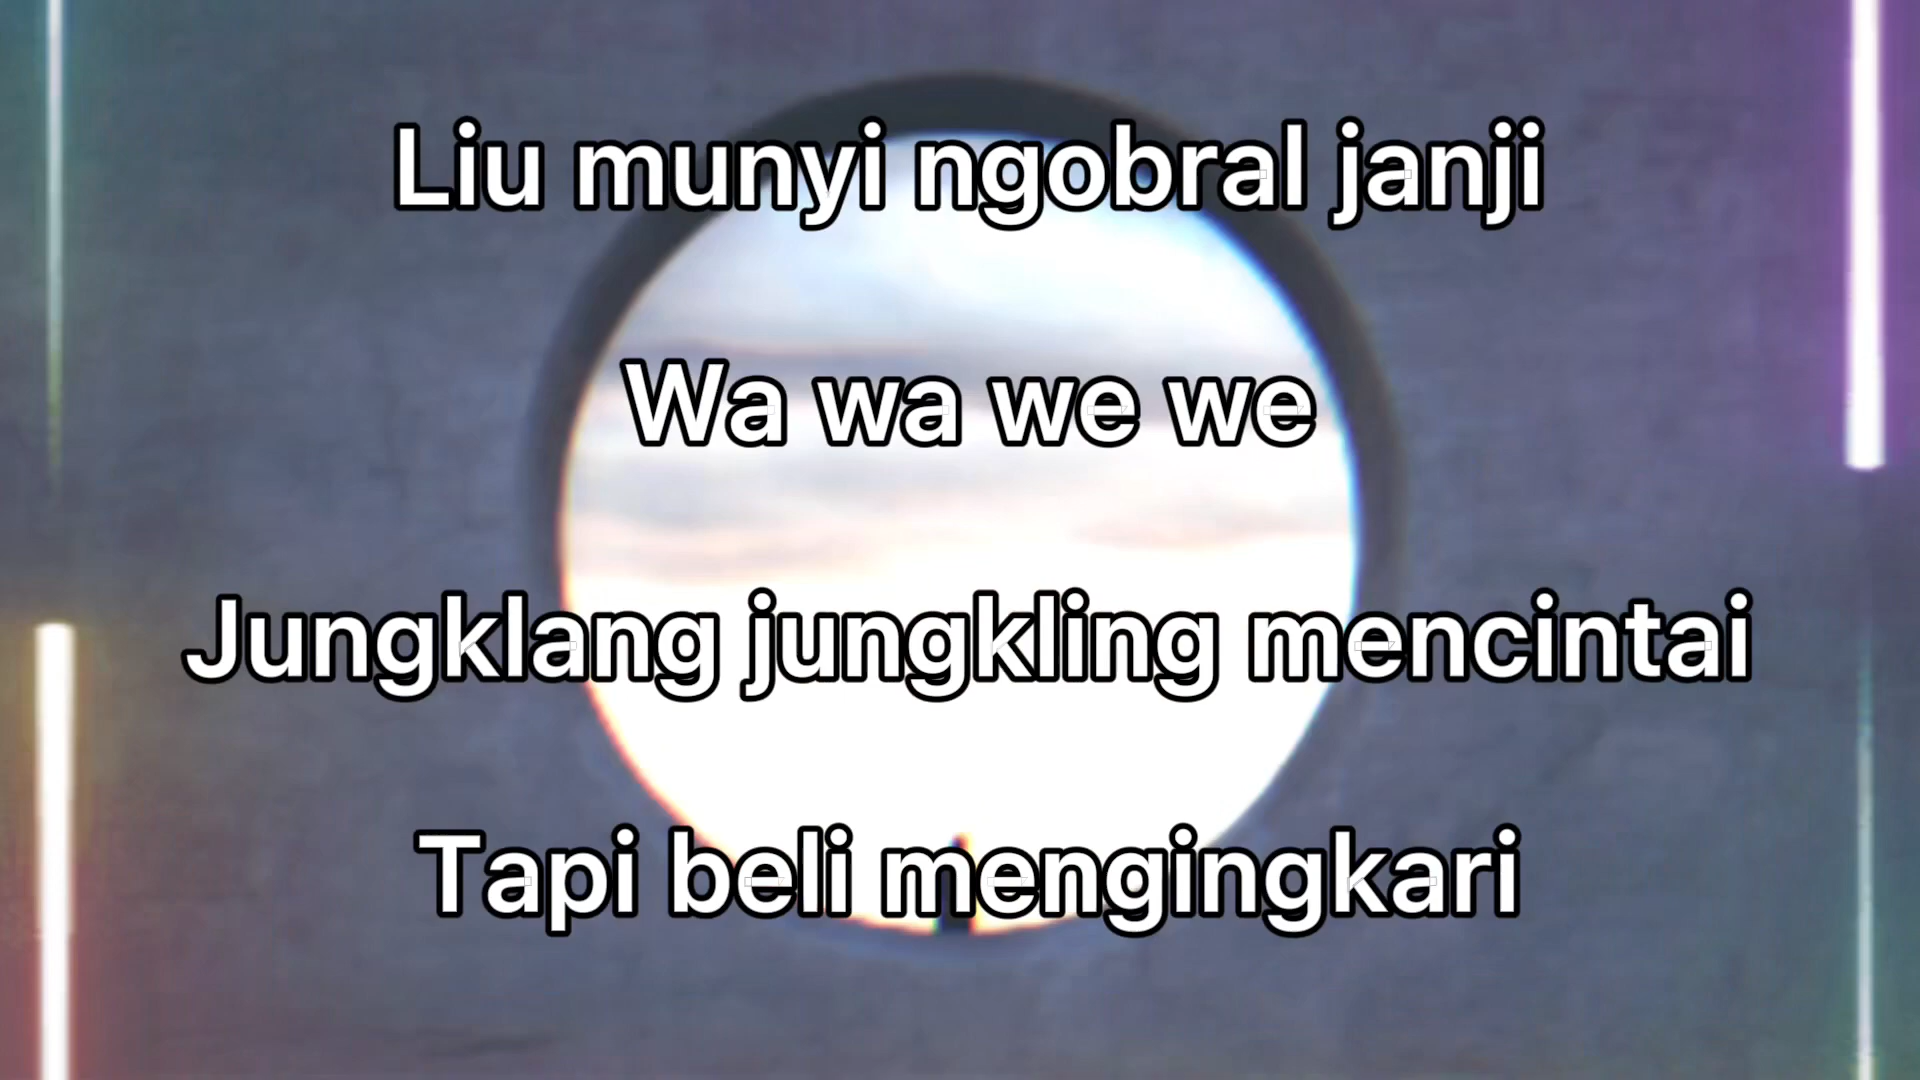 Liu munyi ngobral janji
Wa wa we we
Jungklang jungkling mencintai
Tapi beli mengingkari